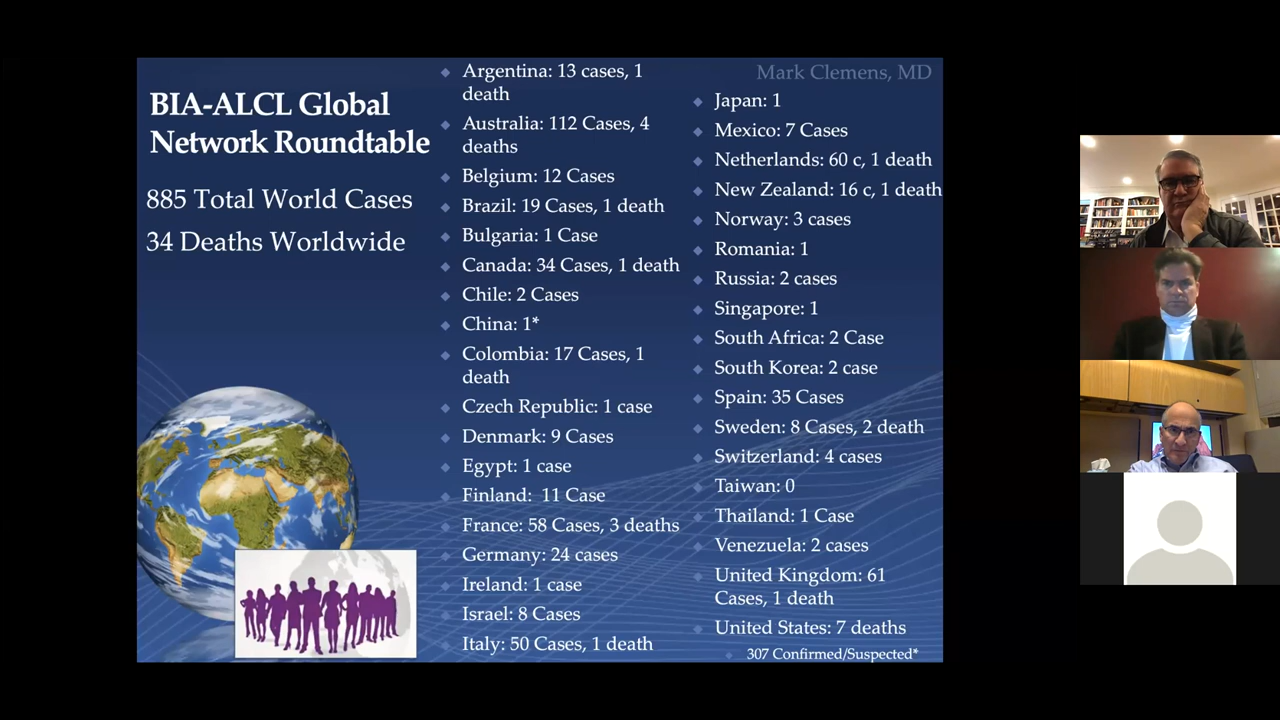 BIA-ALCL Global
Network Roundtable
885 Total World Cases
34 Deaths Worldwide
Argentina: 13 cases, 1
death
Australia: 112 Cases, 4
deaths
Belgium: 12 Cases
Brazil: 19 Cases, 1 death
Bulgaria: 1 Case
Canada: 34 Cases, 1 death
Chile: 2 Cases
China: 1*
Colombia: 17 Cases, 1
death
Czech Republic: 1 case
Denmark: 9 Cases
Egypt: 1 case
Finland: 11 Case
France: 58 Cases, 3 deaths
Germany: 24 cases
Ireland: 1 case
Israel: 8 Cases
Italy: 50 Cases, 1 death
Mark Clemens, MD
Japan: 1
Mexico: 7 Cases
Netherlands: 60 c, 1 death
New Zealand: 16 c, 1 death
Norway: 3 cases
Romania: 1
Russia: 2 cases
Singapore: 1
South Africa: 2 Case
South Korea: 2 case
Spain: 35 Cases
Sweden: 8 Cases, 2 death
Switzerland: 4 cases
Taiwan: 0
Thailand: 1 Case
Venezuela: 2 cases
United Kingdom: 61
Cases, 1 death
United States: 7 deaths
307 Confirmed/Suspected*